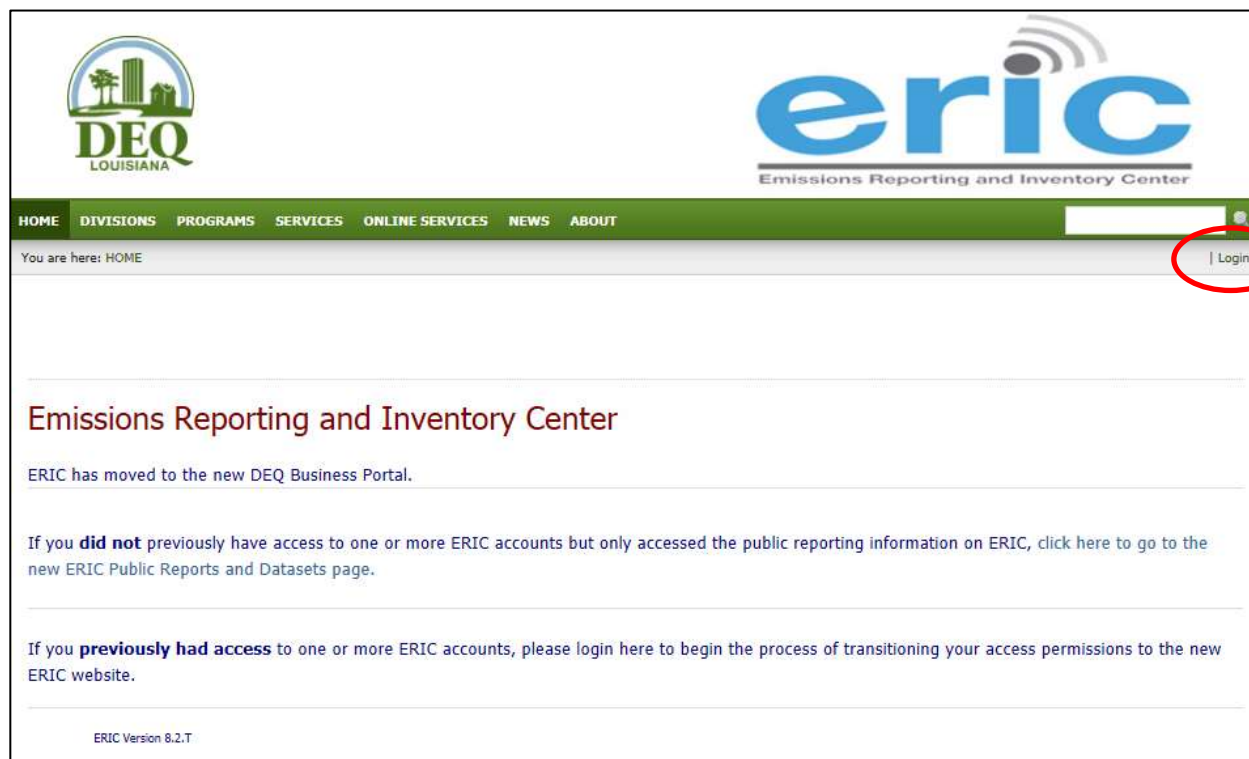 DEQ
LOUISIANA
eric
Emissions Reporting and Inventory Center
HOME DIVISIONS PROGRAMS SERVICES ONLINE SERVICES NEWS ABOUT
You are here: HOME | Login
Emissions Reporting and Inventory Center
ERIC has moved to the new DEQ Business Portal.
If you did not previously have access to one or more ERIC accounts but only accessed the public reporting information on ERIC, click here to go to the
new ERIC Public Reports and Datasets page.
If you previously had access to one or more ERIC accounts, please login here to begin the process of transitioning your access permissions to the new
ERIC website.
ERIC Version 8.2.T